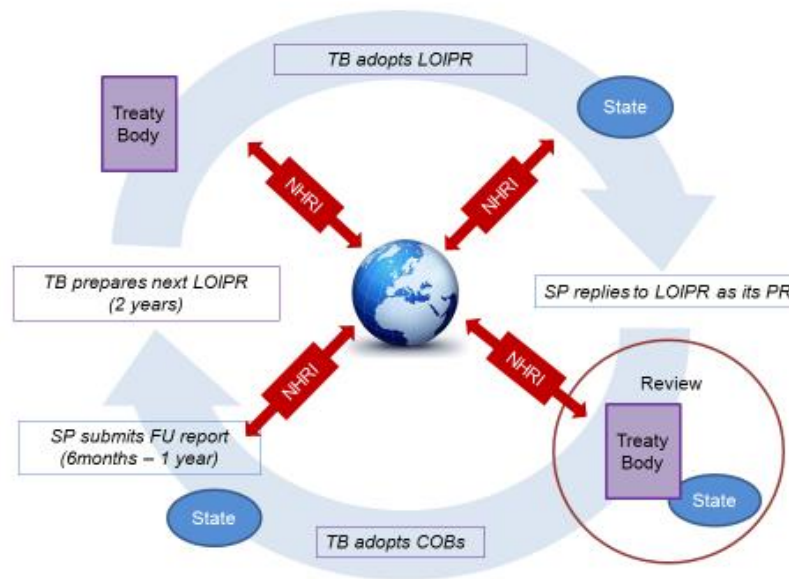 TB adopts LOIPR
Treaty
Body
State
NHRI
NHRI
TB prepares next LOIPR
(2 years)
SP replies to LOIPR as its PR
NHRI
NHRI
Review
Treaty
Body
State
SP submits FU report
(6months – 1 year)
State
TB adopts COBs